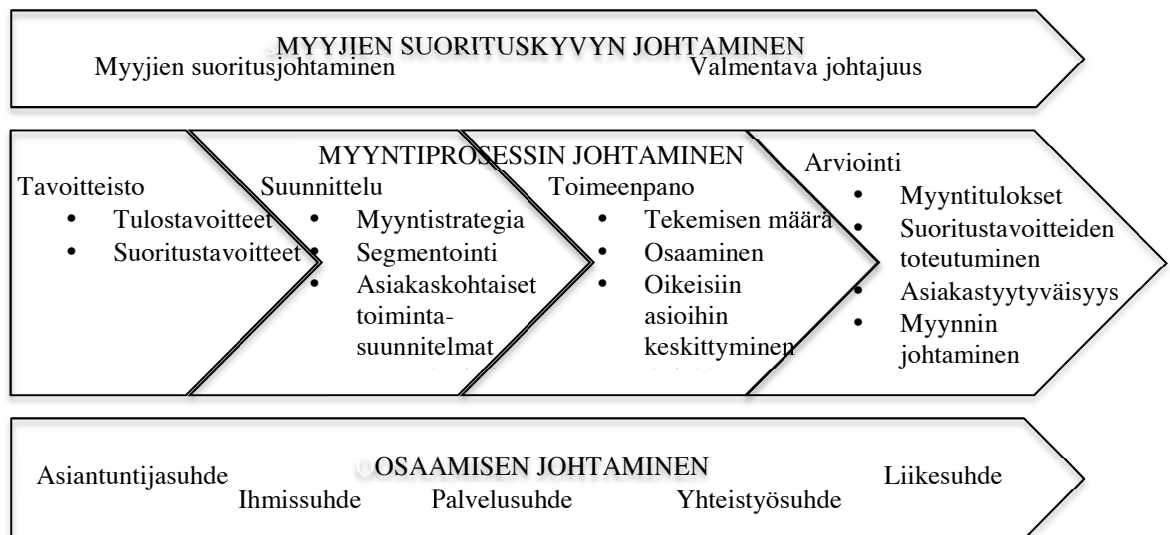 MYYJIEN SUORITUSKYVYN JOHTAMINEN
Myyjien suoritusjohtaminen Valmentava johtajuus
MYYNTIPROSESSIN JOHTAMINEN
Tavoitteisto
• Tulostavoitteet
• Suoritustavoitteet
Suunnittelu
• Myyntistrategia
• Segmentointi
• Asiakaskohtaiset
toiminta-
suunnitelmat
Toimeenpano
• Tekemisen määrä
• Osaaminen
• Oikeisiin
asioihin
keskittyminen
Arviointi
• Myyntitulokset
• Suoritustavoitteiden
toteutuminen
• Asiakastyytyväisyys
• Myynnin
johtaminen
OSAAMISEN JOHTAMINEN
Asiantuntijasuhde Liikesuhde
Ihmissuhde Palvelusuhde Yhteistyösuhde